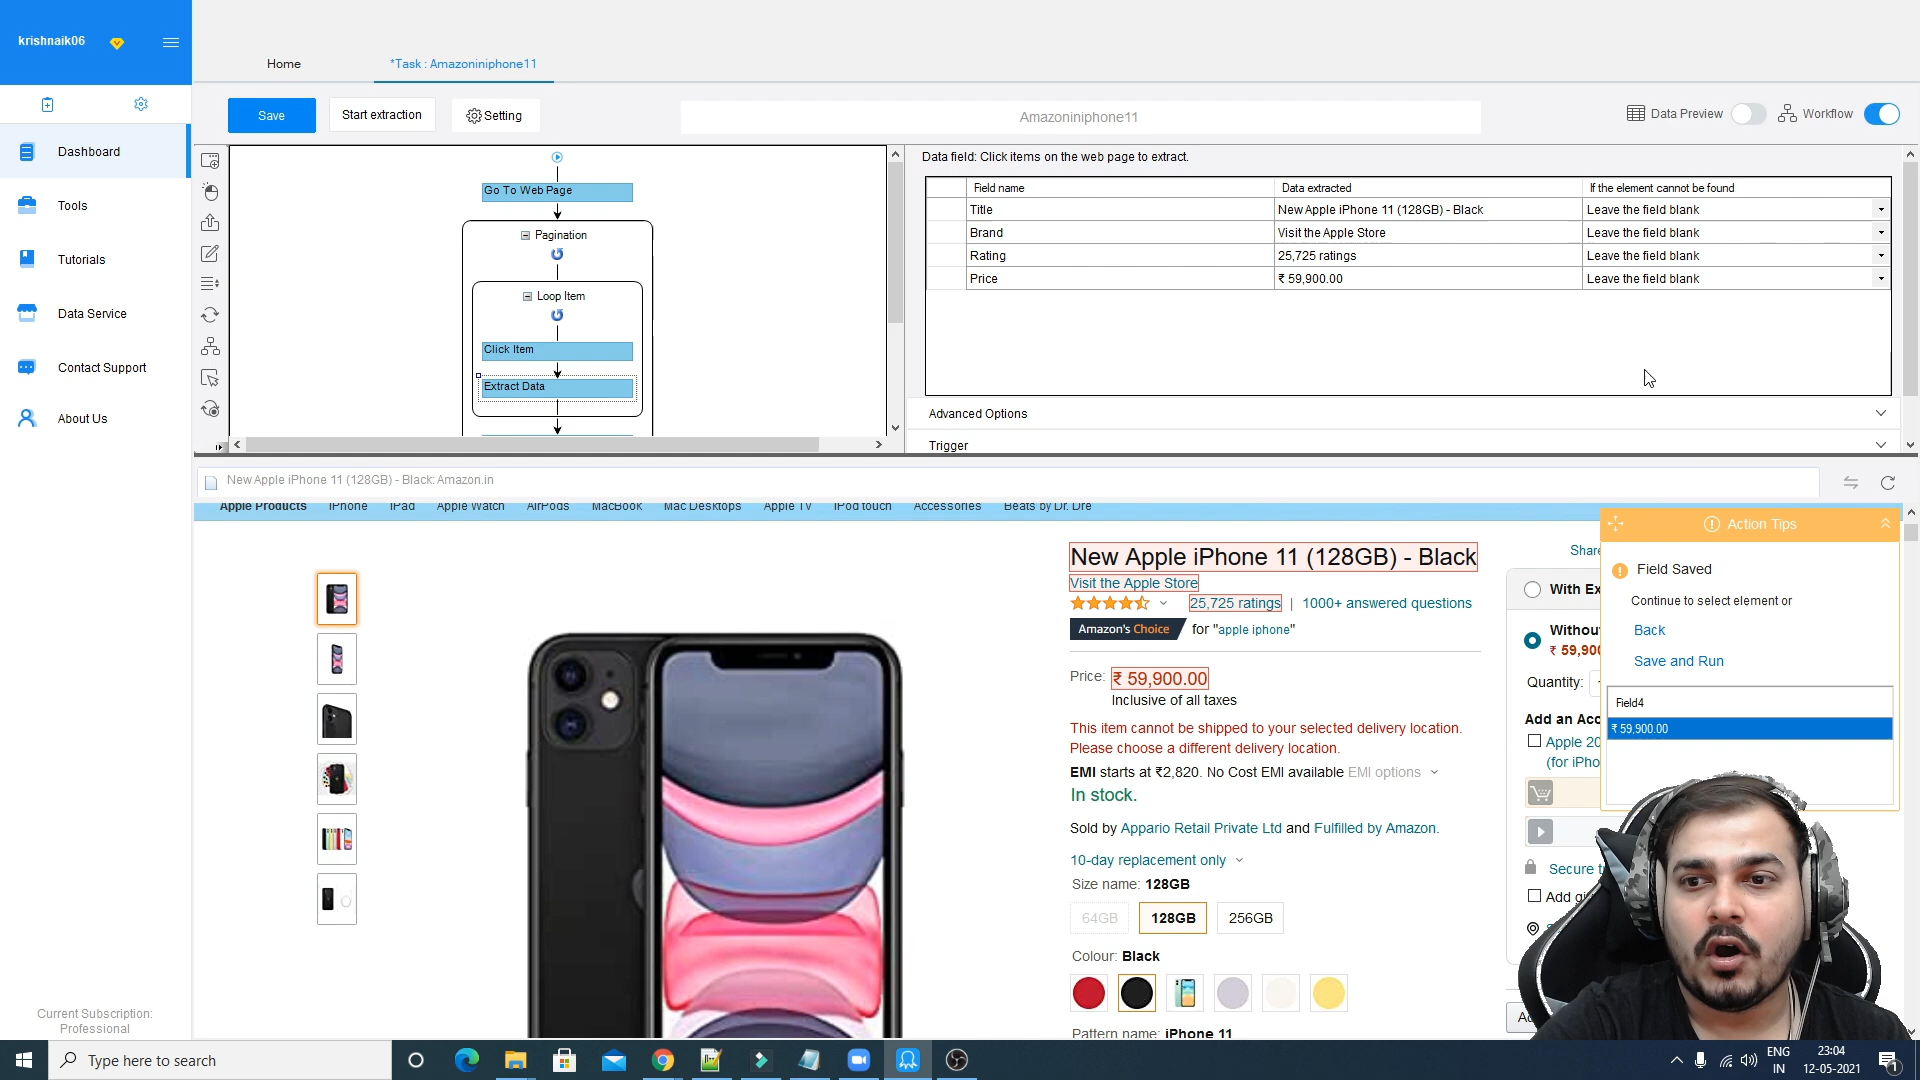 krishnaik06
Home
*Task : Amazoniniphone11
Save
Start extraction
Setting
Amazoniniphone11
Data Preview
Workflow
Dashboard
Tools
Tutorials
Data Service
Contact Support
About Us
Current Subscription:
Professional
Go To Web Page
Pagination
Loop Item
Click Item
Extract Data
Data field: Click items on the web page to extract.
Field name Data extracted If the element cannot be found
Title New Apple iPhone 11 (128GB) - Black Leave the field blank
Brand Visit the Apple Store Leave the field blank
Rating 25,725 ratings Leave the field blank
Price ₹ 59,900.00 Leave the field blank
Advanced Options
Trigger
New Apple iPhone 11 (128GB) - Black: Amazon.in
Apple Products iPhone iPad Apple Watch AirPods MacBook Mac Desktops Apple TV iPod touch Accessories Beats by Dr. Dre
New Apple iPhone 11 (128GB) - Black
Visit the Apple Store
25,725 ratings | 1000+ answered questions
Amazon's Choice for "apple iphone"
Price: ₹ 59,900.00
Inclusive of all taxes
This item cannot be shipped to your selected delivery location.
Please choose a different delivery location.
EMI starts at ₹2,820. No Cost EMI available EMI options
In stock.
Sold by Appario Retail Private Ltd and Fulfilled by Amazon.
10-day replacement only
Size name: 128GB
64GB 128GB 256GB
Colour: Black
Pattern name: iPhone 11
Share
With Ex
Withou
₹ 59,900
Quantity:
Add an Acc
Apple 20
(for iPho
Secure t
Add gi
Action Tips
Field Saved
Continue to select element or
Back
Save and Run
Field4
₹ 59,900.00
Type here to search
ENG
IN
23:04
12-05-2021
1